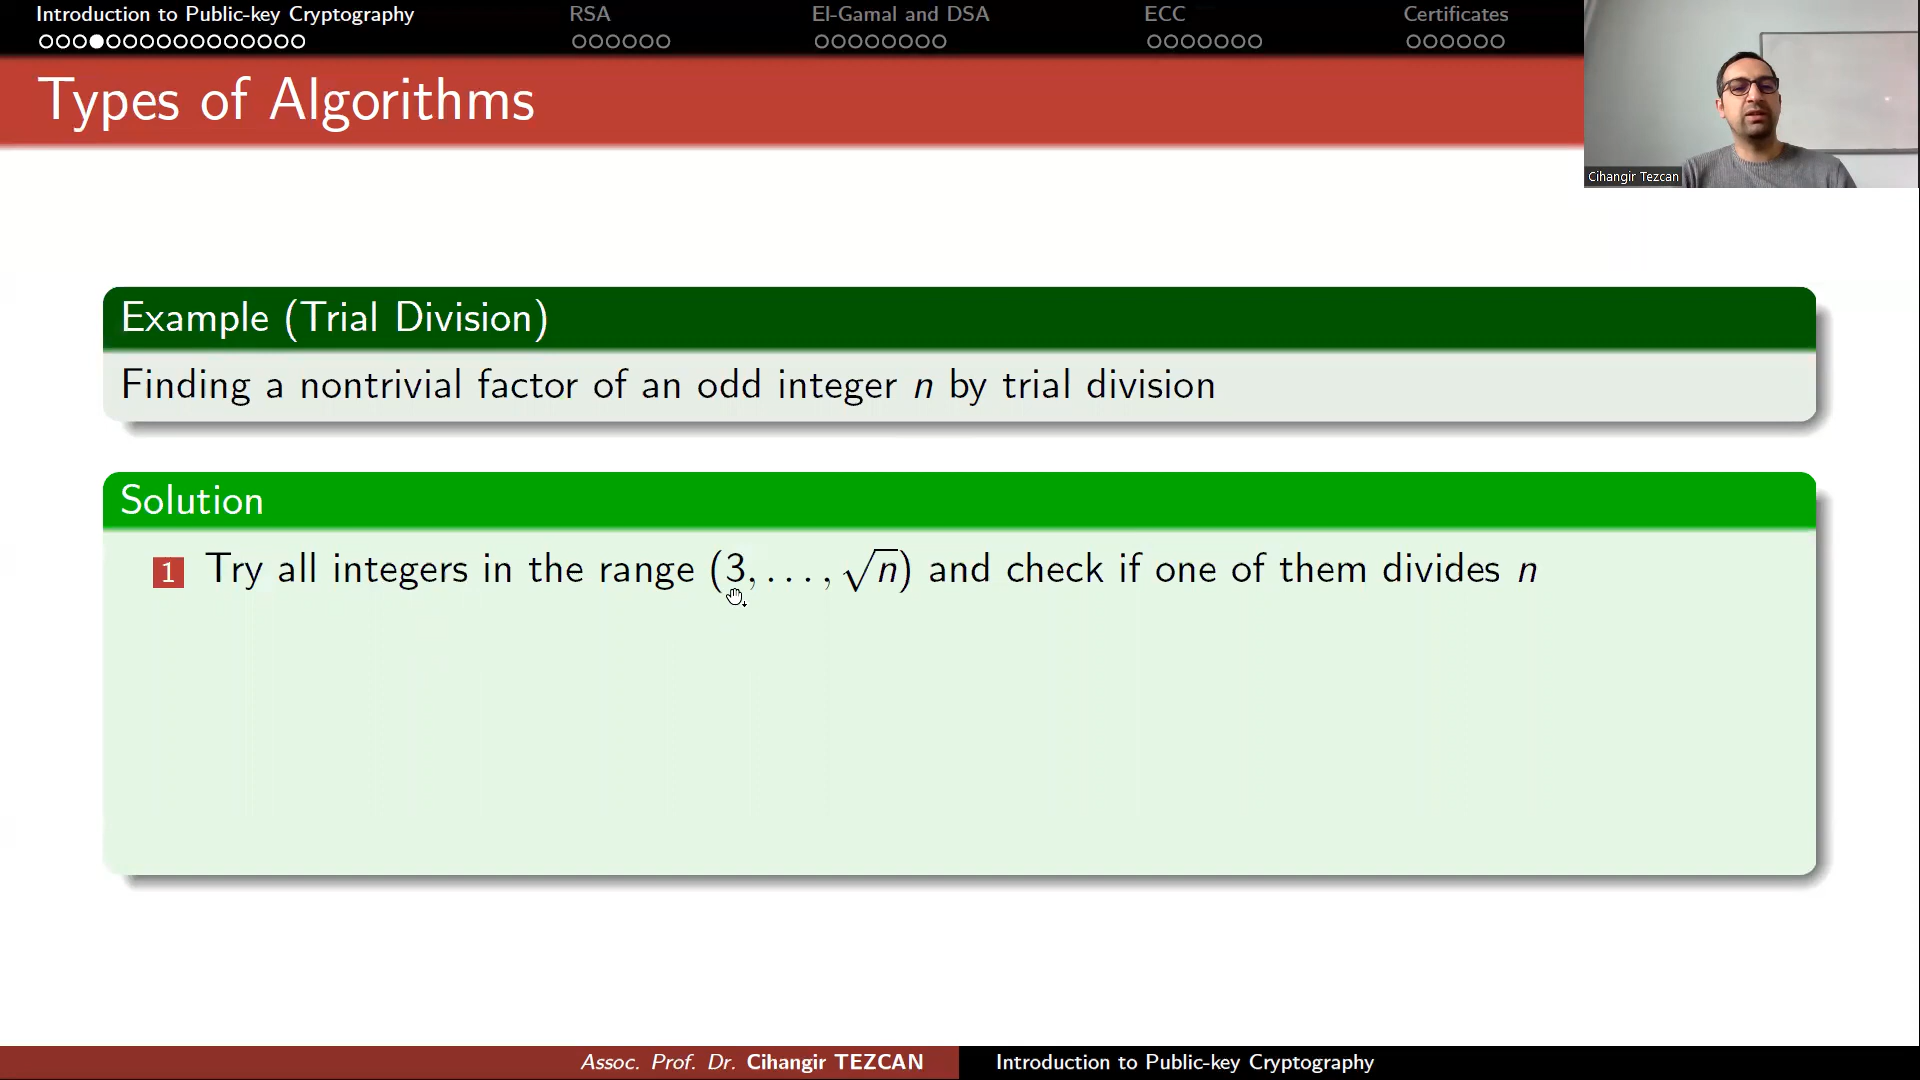 Introduction to Public-key Cryptography
RSA
El-Gamal and DSA
ECC
Certificates
Types of Algorithms
Cihangir Tezcan
Example (Trial Division)
Finding a nontrivial factor of an odd integer n by trial division
Solution
1 Try all integers in the range (3, . . . , √n) and check if one of them divides n
Assoc. Prof. Dr. Cihangir TEZCAN
Introduction to Public-key Cryptography